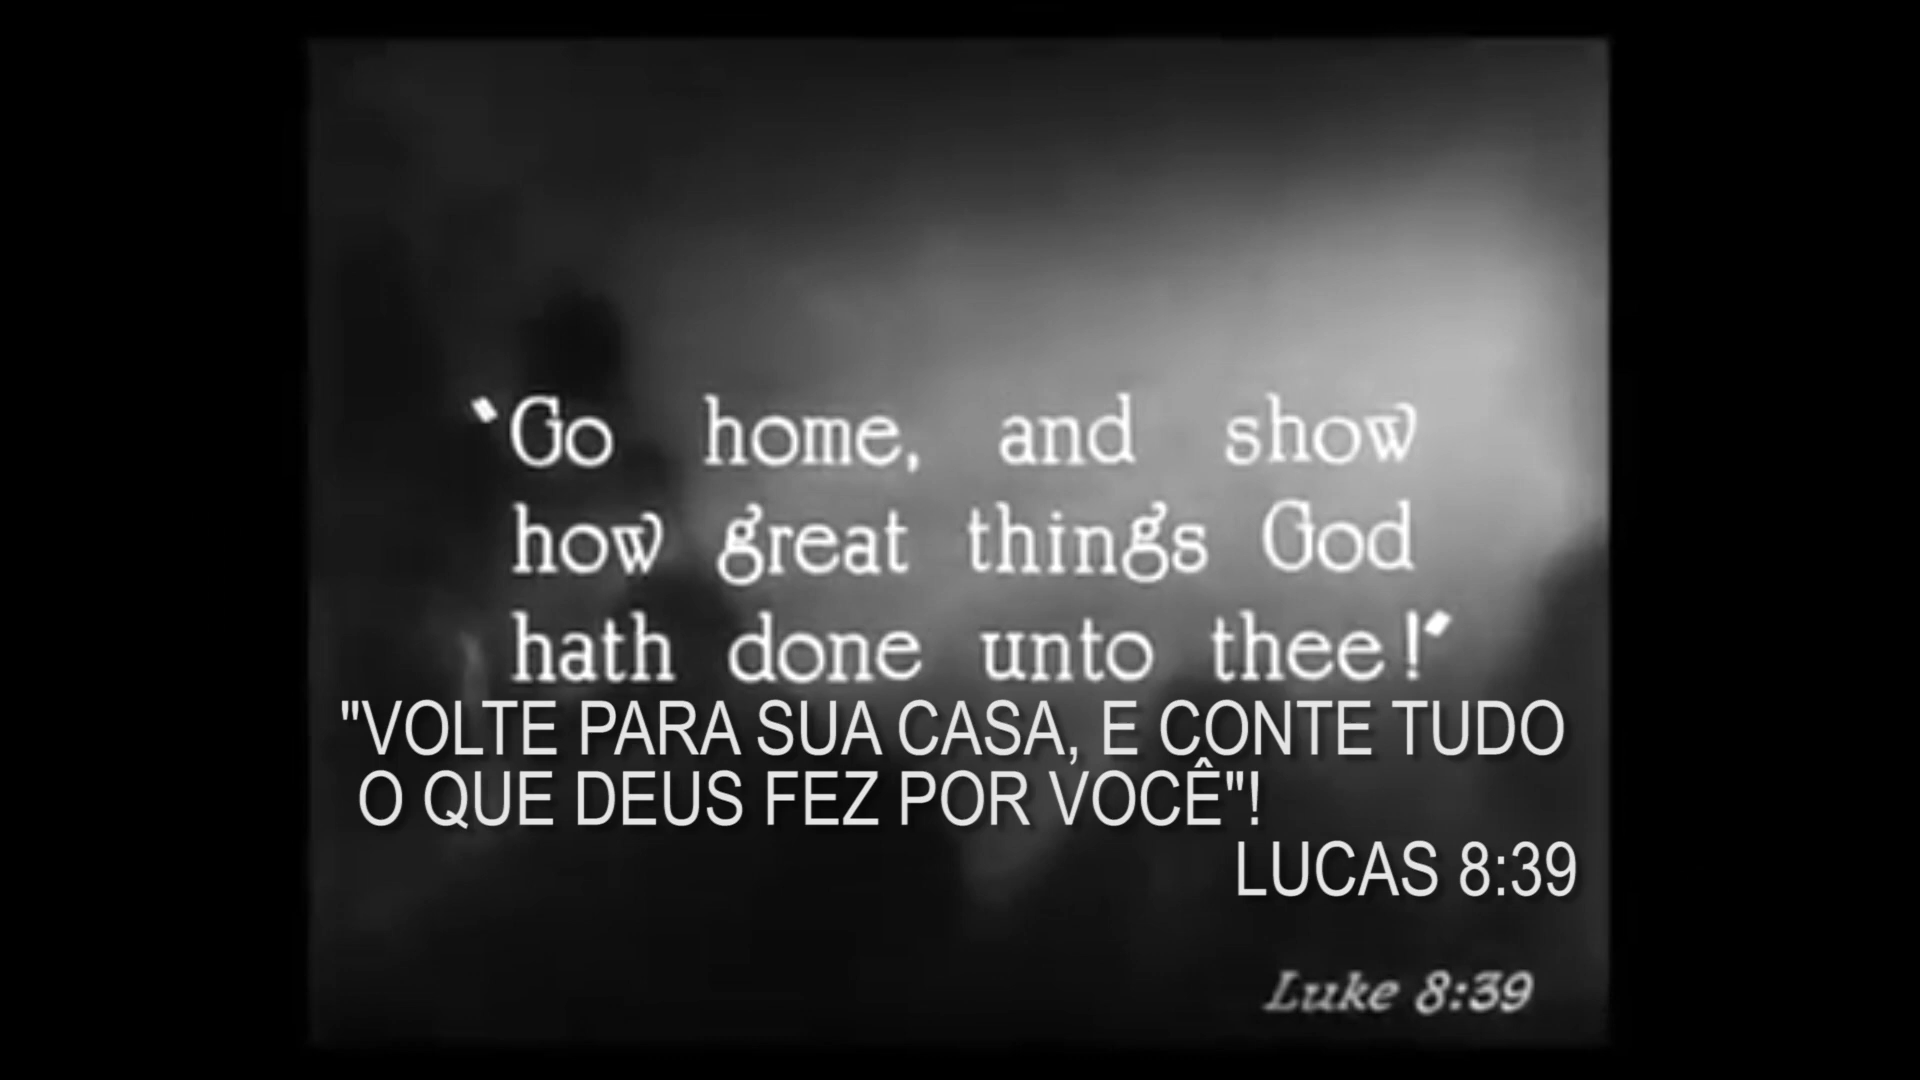 ‵Go home, and show
how great things God
hath done unto thee!′
"VOLTE PARA SUA CASA, E CONTE TUDO
O QUE DEUS FEZ POR VOCÊ"!
LUCAS 8:39
Luke 8:39